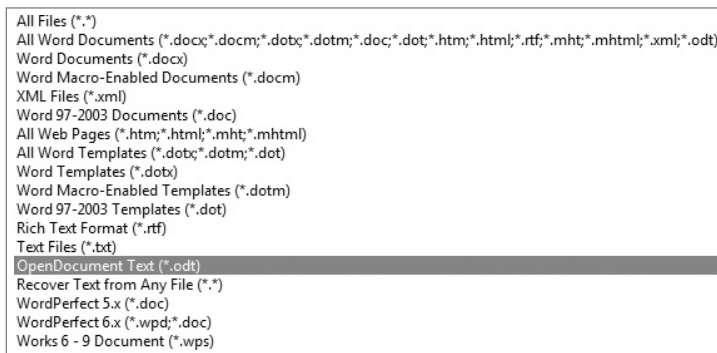 All Files (*.*)
All Word Documents (*.docx;*.docm;*.dotx;*.dotm;*.doc;*.dot;*.htm;*.html;*.rtf;*.mht;*.mhtml;*.xml;*.odt)
Word Documents (*.docx)
Word Macro-Enabled Documents (*.docm)
XML Files (*.xml)
Word 97-2003 Documents (*.doc)
All Web Pages (*.htm;*.html;*.mht;*.mhtml)
All Word Templates (*.dotx;*.dotm;*.dot)
Word Templates (*.dotx)
Word Macro-Enabled Templates (*.dotm)
Word 97-2003 Templates (*.dot)
Rich Text Format (*.rtf)
Text Files (*.txt)
OpenDocument Text (*.odt)
Recover Text from Any File (*.*)
WordPerfect 5.x (*.doc)
WordPerfect 6.x (*.wpd;*.doc)
Works 6 - 9 Document (*.wps)